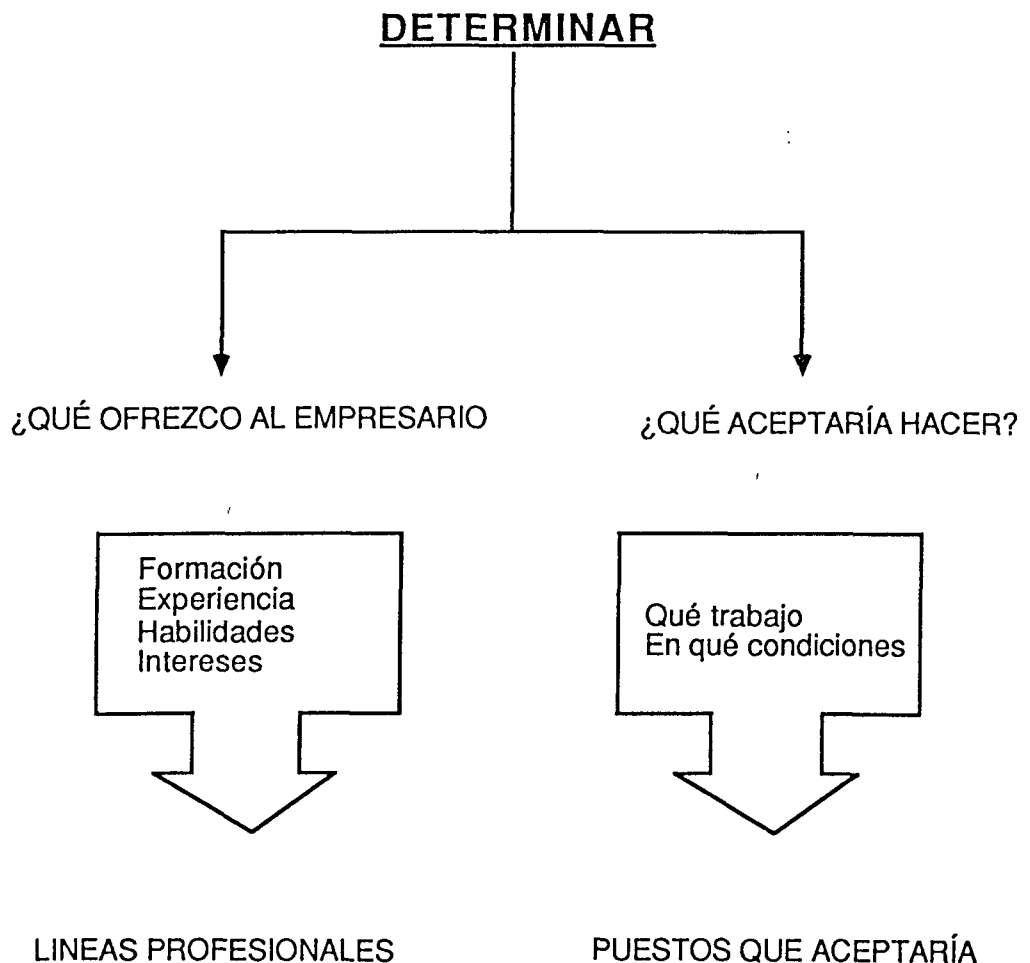 DETERMINAR
¿QUÉ OFREZCO AL EMPRESARIO
¿QUÉ ACEPTARÍA HACER?
Formación
Experiencia
Habilidades
Intereses
Qué trabajo
En qué condiciones
LINEAS PROFESIONALES
PUESTOS QUE ACEPTARÍA